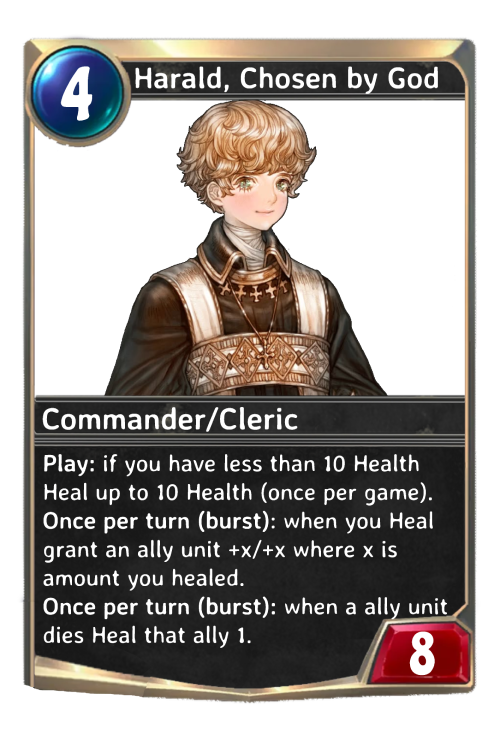 4
Harald, Chosen by God
Commander/Cleric
Play: if you have less than 10 Health
Heal up to 10 Health (once per game).
Once per turn (burst): when you Heal
grant an ally unit +x/+x where x is
amount you healed.
Once per turn (burst): when a ally unit
dies Heal that ally 1.
8